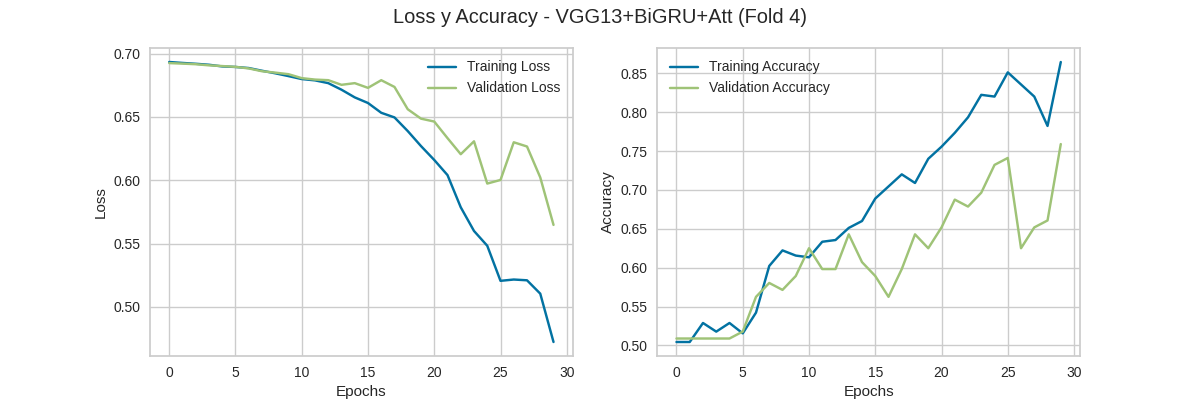 Loss y Accuracy - VGG13+BiGRU+Att (Fold 4)
0.70
0.65
0.60
0.55
0.50
Loss
0 5 10 15 20 25 30
Epochs
Training Loss
Validation Loss
0.85
0.80
0.75
0.70
0.65
0.60
0.55
0.50
Accuracy
0 5 10 15 20 25 30
Epochs
Training Accuracy
Validation Accuracy